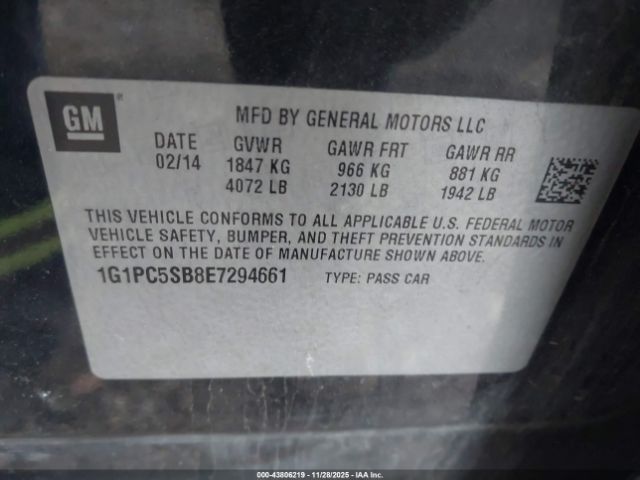 GM
MFD BY GENERAL MOTORS LLC
DATE GVWR GAWR FRT GAWR RR
02/14 1847 KG 966 KG 881 KG
4072 LB 2130 LB 1942 LB
THIS VEHICLE CONFORMS TO ALL APPLICABLE U.S. FEDERAL MOTOR
VEHICLE SAFETY, BUMPER, AND THEFT PREVENTION STANDARDS IN
EFFECT ON THE DATE OF MANUFACTURE SHOWN ABOVE.
1G1PC5SB8E7294661 TYPE: PASS CAR
000-43806219 - 11/28/2025 - IAA Inc.